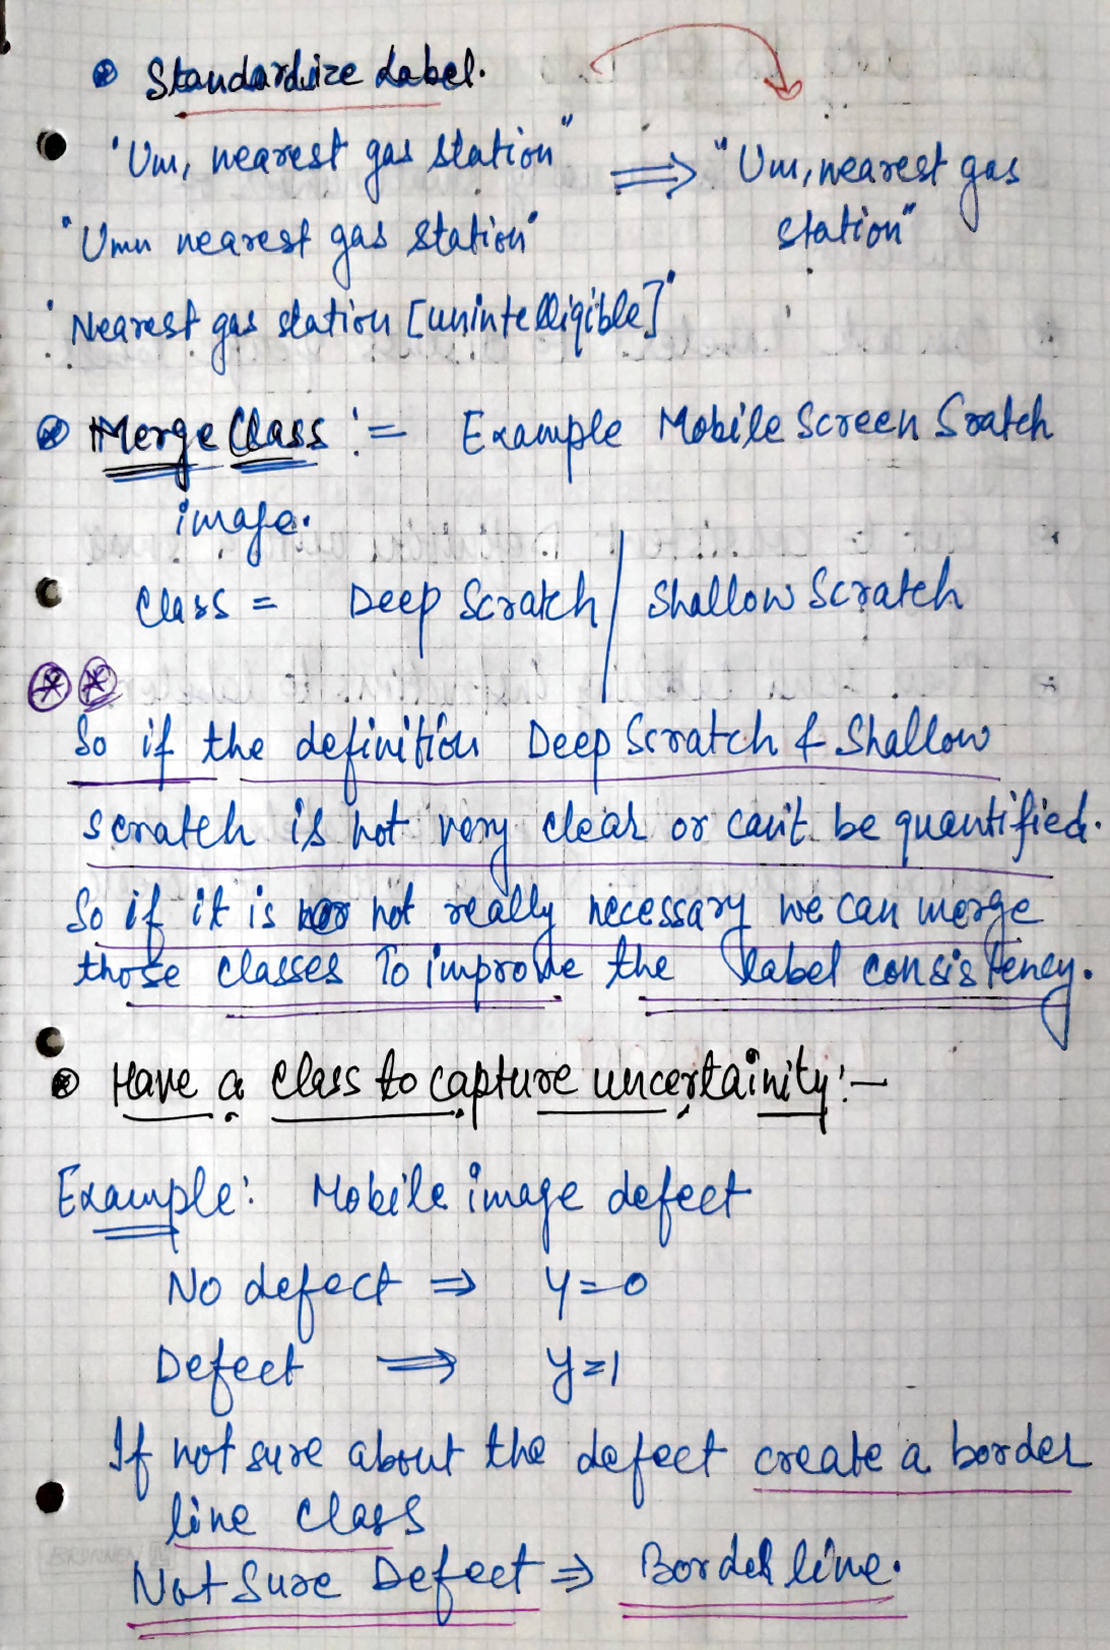 Standardize Label.
"Um, nearest gas station" ⇒ "Um, nearest gas
station"
"Umn nearest gas station"
"Nearest gas station [unintelligible]"
Merge Class := Example Mobile Screen Sratch
image.
Class = Deep Scratch / Shallow Scratch
So if the definition Deep Scratch & Shallow
scratch is not very clear or can't be quantified.
So if it is not really necessary we can merge
those classes To improve the label consistency.
Have a class to capture uncertainity :-
Example: Mobile image defect
No defect ⇒ y=0
Defect ⇒ y=1
If not sure about the defect create a border
line class
Not Sure Defect ⇒ Border line.